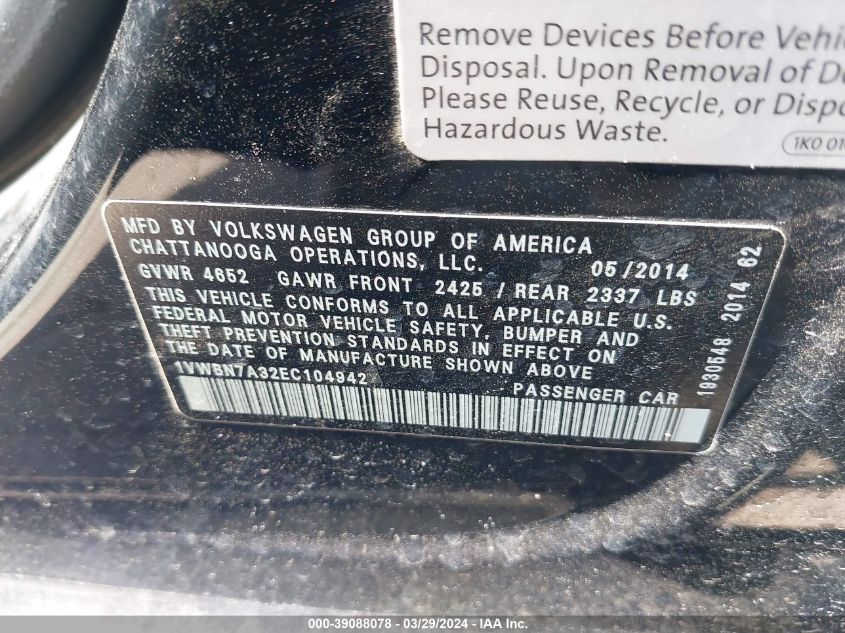 Remove Devices Before
Disposal. Upon Removal of
Please Reuse, Recycle, or
Hazardous Waste.
1K0
MFD BY VOLKSWAGEN GROUP OF AMERICA
CHATTANOOGA OPERATIONS, LLC. 05/2014
GVWR 4652 GAWR FRONT 2425 / REAR 2337 LBS
THIS VEHICLE CONFORMS TO ALL APPLICABLE U.S.
FEDERAL MOTOR VEHICLE SAFETY, BUMPER AND
THEFT PREVENTION STANDARDS IN EFFECT ON
THE DATE OF MANUFACTURE SHOWN ABOVE
1VWBN7A32EC104942 PASSENGER CAR
1930548 2014 62
000-39088078 - 03/29/2024 - IAA, Inc.